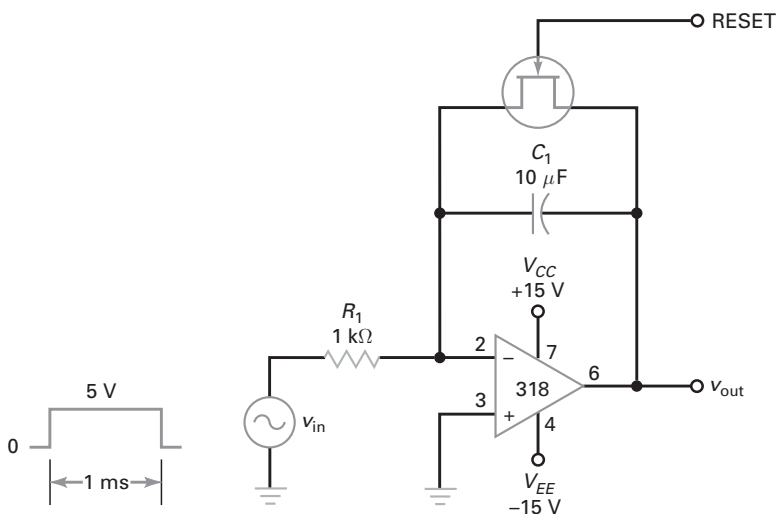 RESET
C1
10 μF
VCC
+15 V
R1
1 kΩ
2
7
−
318
6
vout
3
+
4
vin
VEE
−15 V
5 V
0
1 ms